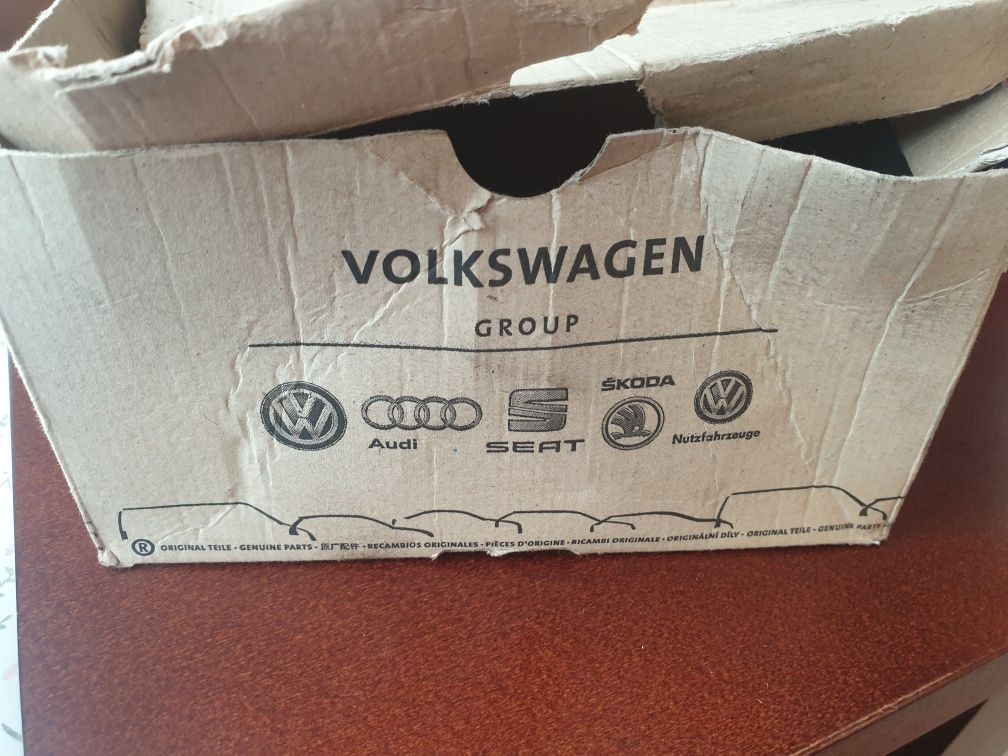 VOLKSWAGEN
GROUP
ŠKODA
Audi
SEAT
Nutzfahrzeuge
® ORIGINAL TEILE • GENUINE PARTS • 原厂配件 • RECAMBIOS ORIGINALES • PIÈCES D'ORIGINE • RICAMBI ORIGINALE • ORIGINÁLNÍ DÍLY • ORIGINAL TEILE • GENUINE PARTS